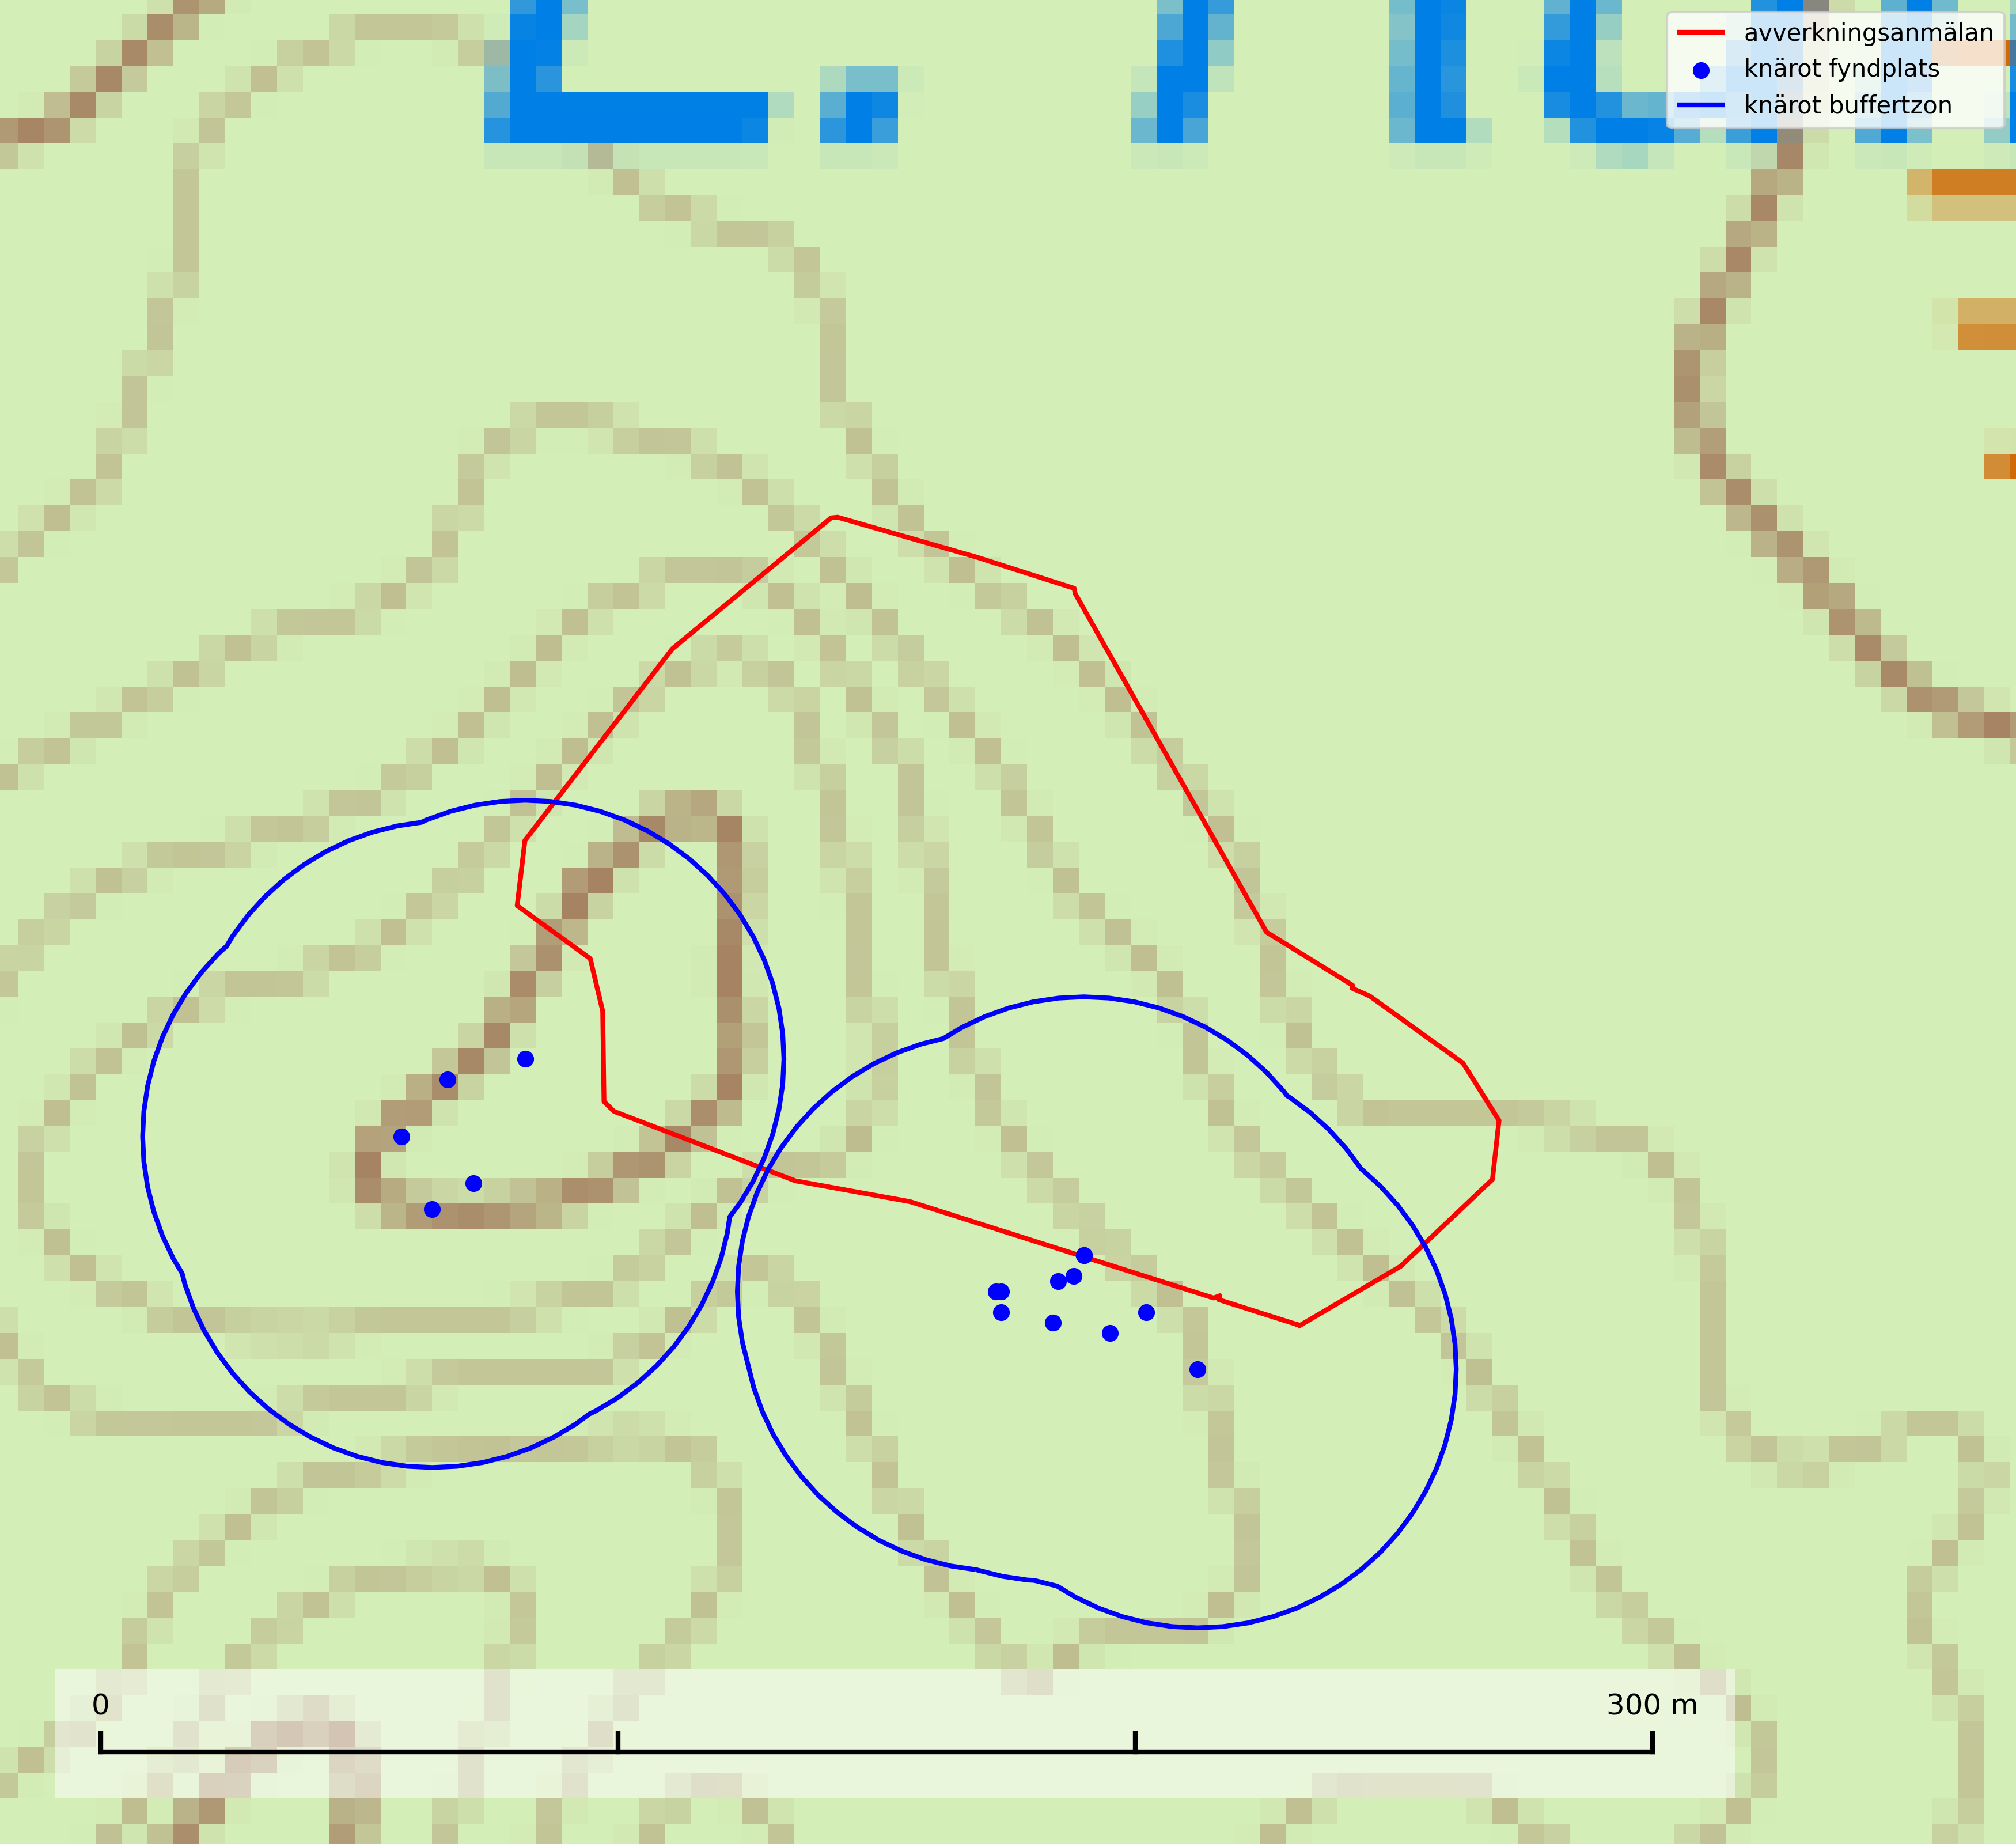 avverkningsanmälan
knärot fyndplats
knärot buffertzon
0 300 m